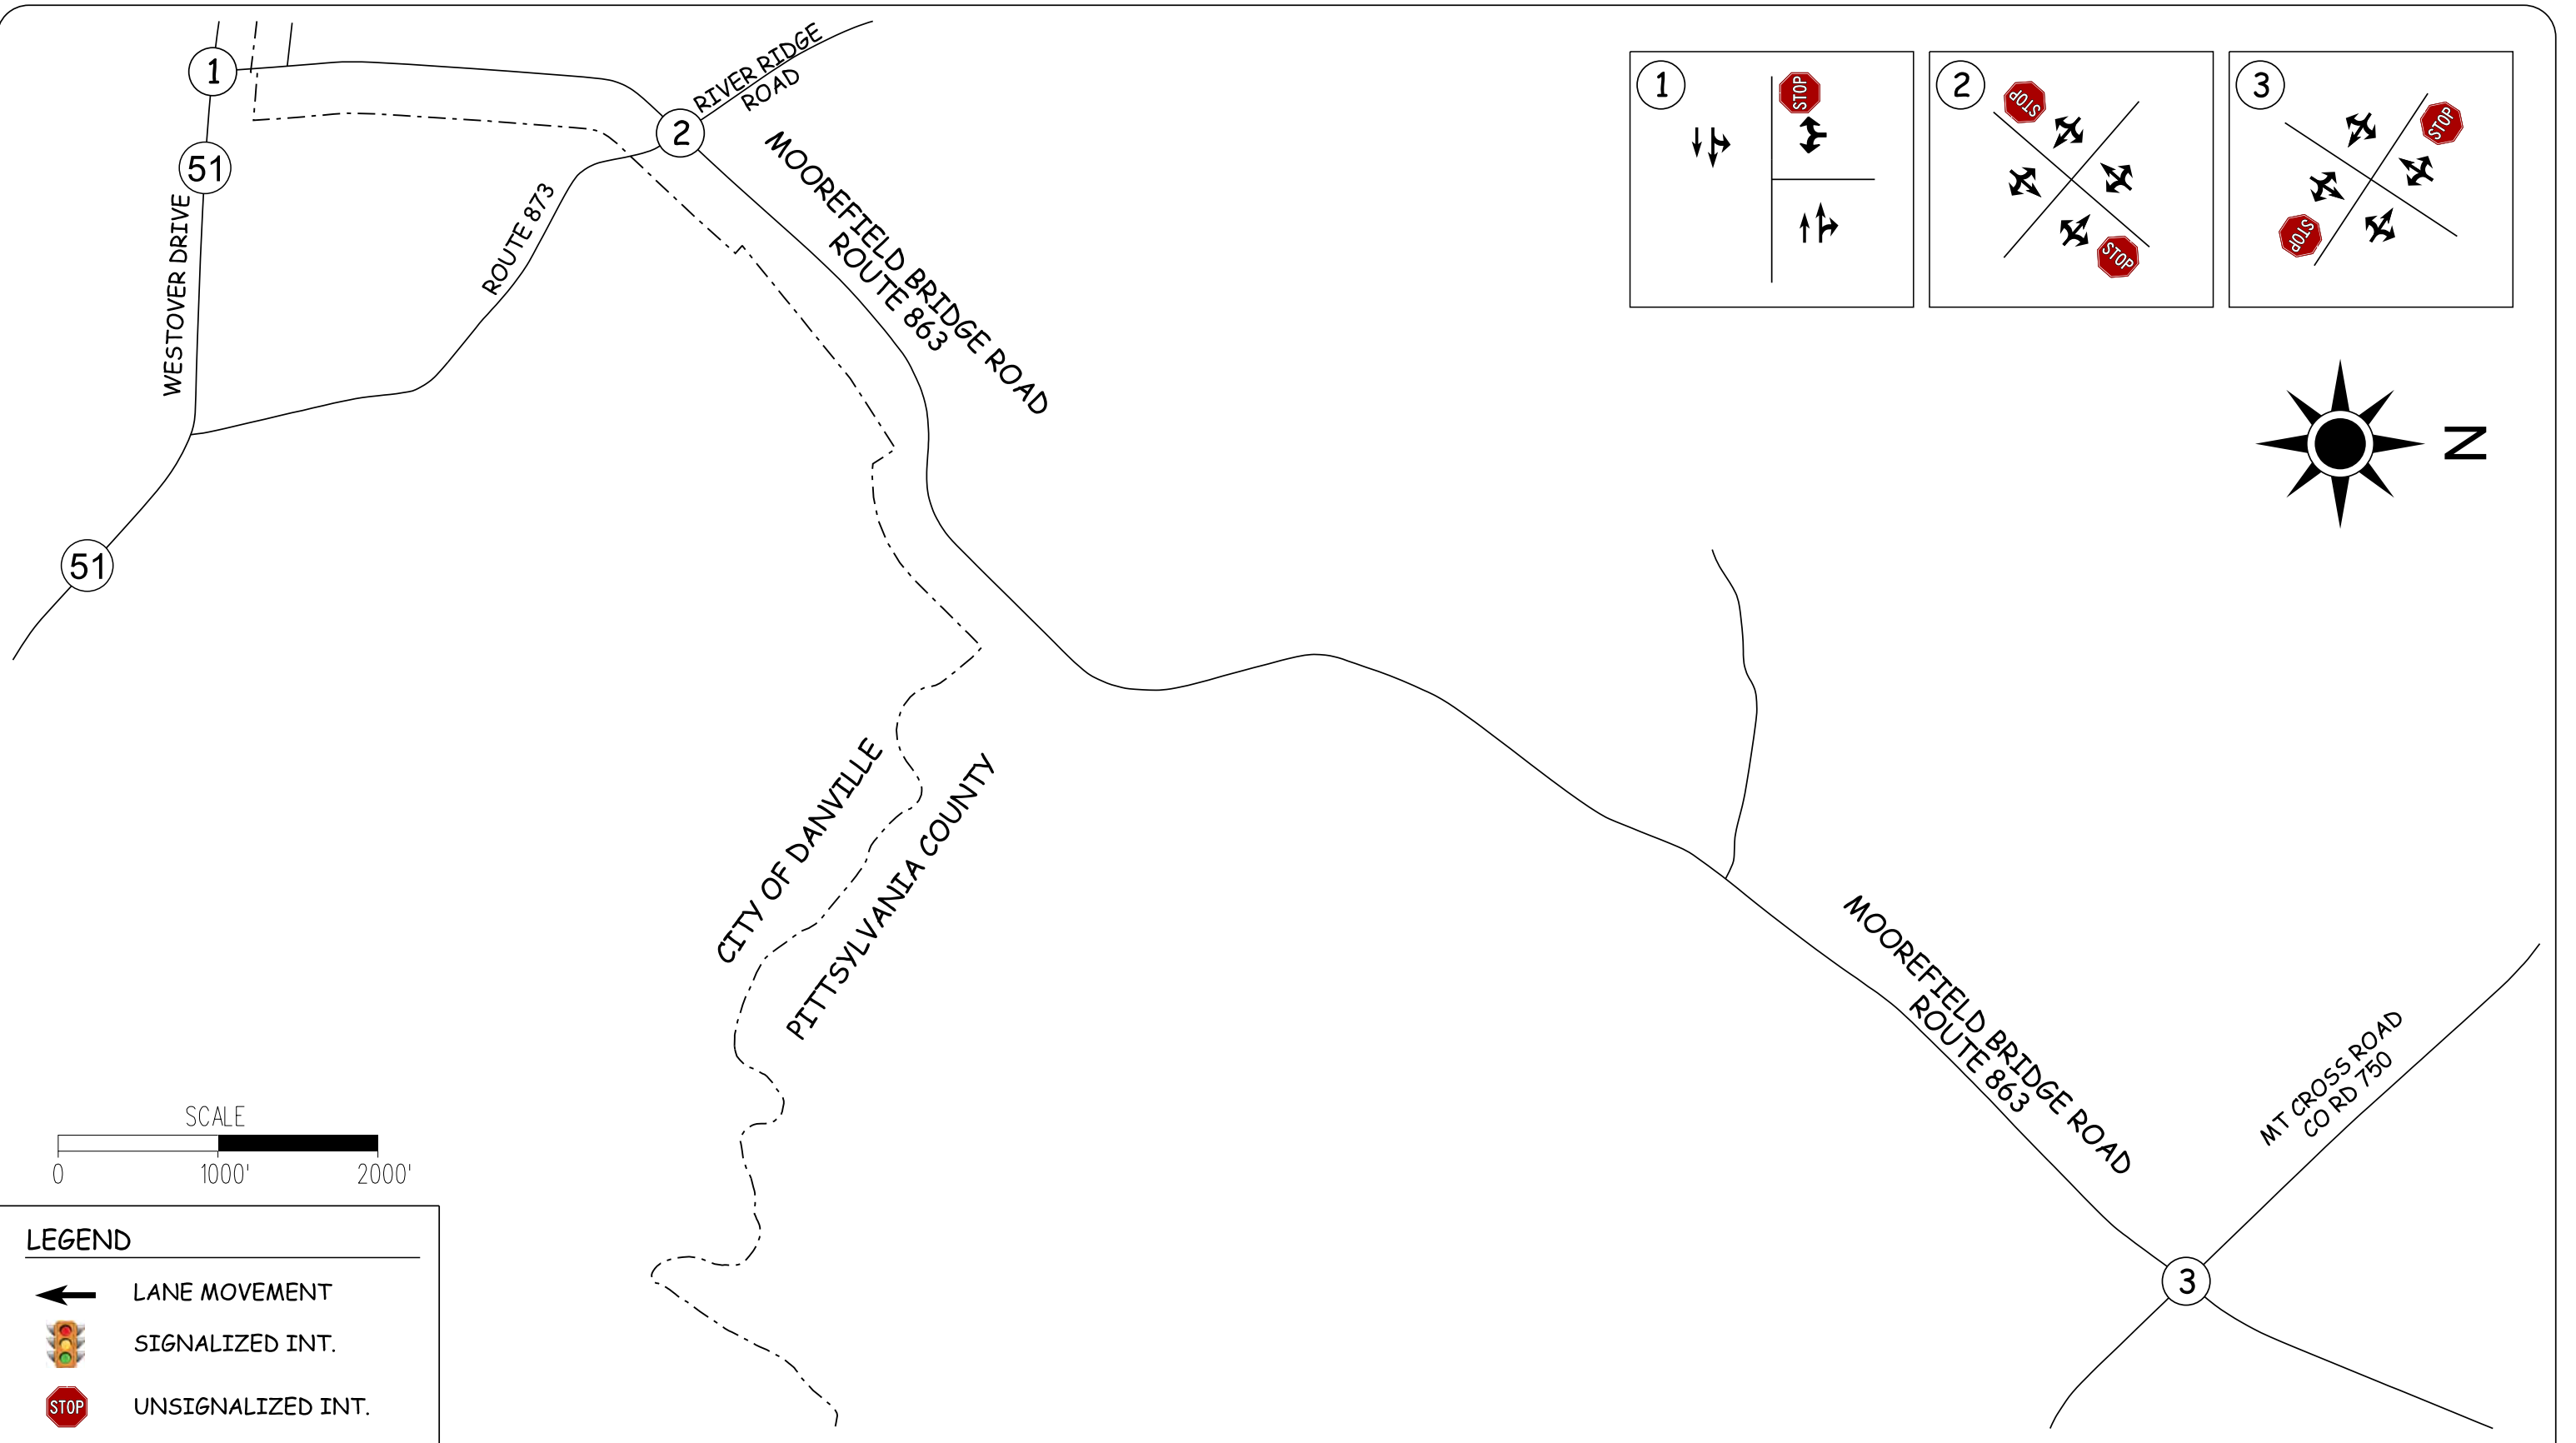 1
51
WESTOVER DRIVE
51
ROUTE 873
2
RIVER RIDGE
ROAD
MOOREFIELD BRIDGE ROAD
ROUTE 863
1
STOP
2
STOP
STOP
3
STOP
STOP
N
CITY OF DANVILLE
PITTSYLVANIA COUNTY
MOOREFIELD BRIDGE ROAD
ROUTE 863
MT CROSS ROAD
CO RD 750
3
SCALE
0 1000' 2000'
LEGEND
LANE MOVEMENT
SIGNALIZED INT.
STOP UNSIGNALIZED INT.